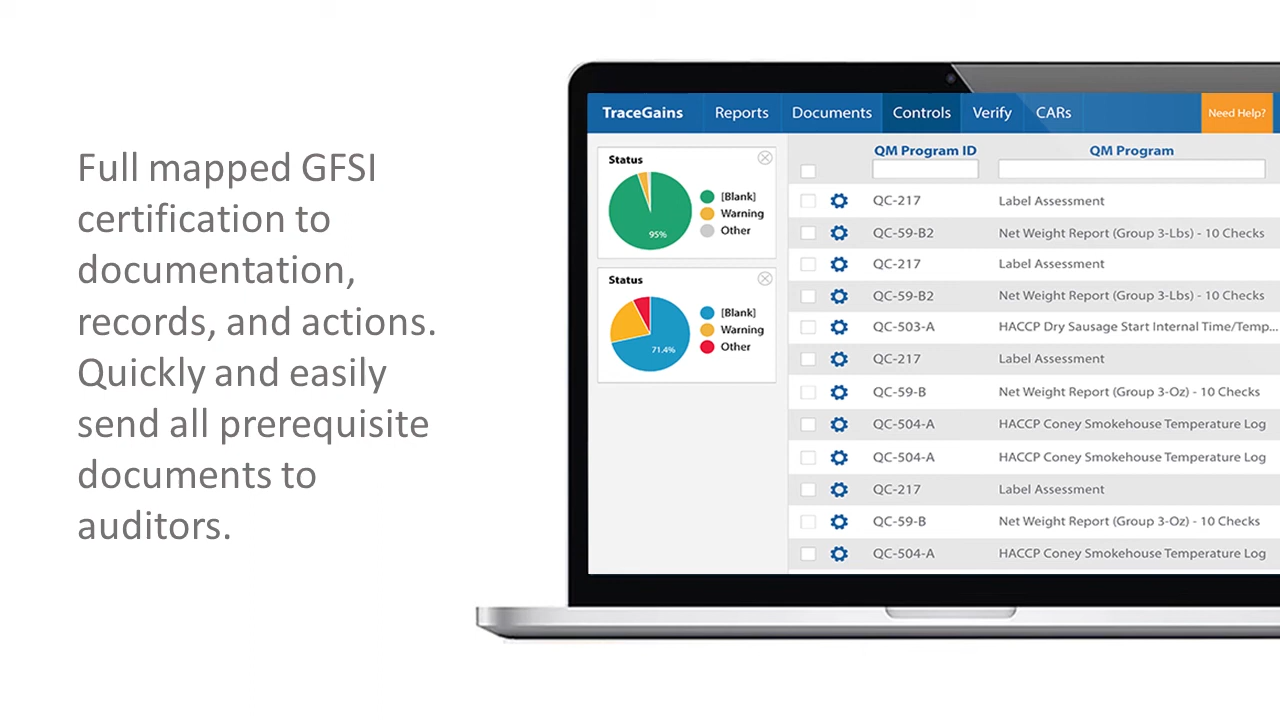 Full mapped GFSI
certification to
documentation,
records, and actions.
Quickly and easily
send all prerequisite
documents to
auditors.
TraceGains Reports Documents Controls Verify CARs Need Help?
Status
95%
[Blank]
Warning
Other
Status
71.4%
[Blank]
Warning
Other
QM Program ID QM Program
QC-217 Label Assessment
QC-59-B2 Net Weight Report (Group 3-Lbs) - 10 Checks
QC-217 Label Assessment
QC-59-B2 Net Weight Report (Group 3-Lbs) - 10 Checks
QC-503-A HACCP Dry Sausage Start Internal Time/Temp...
QC-217 Label Assessment
QC-59-B Net Weight Report (Group 3-Oz) - 10 Checks
QC-504-A HACCP Coney Smokehouse Temperature Log
QC-504-A HACCP Coney Smokehouse Temperature Log
QC-217 Label Assessment
QC-59-B Net Weight Report (Group 3-Oz) - 10 Checks
QC-504-A HACCP Coney Smokehouse Temperature Log